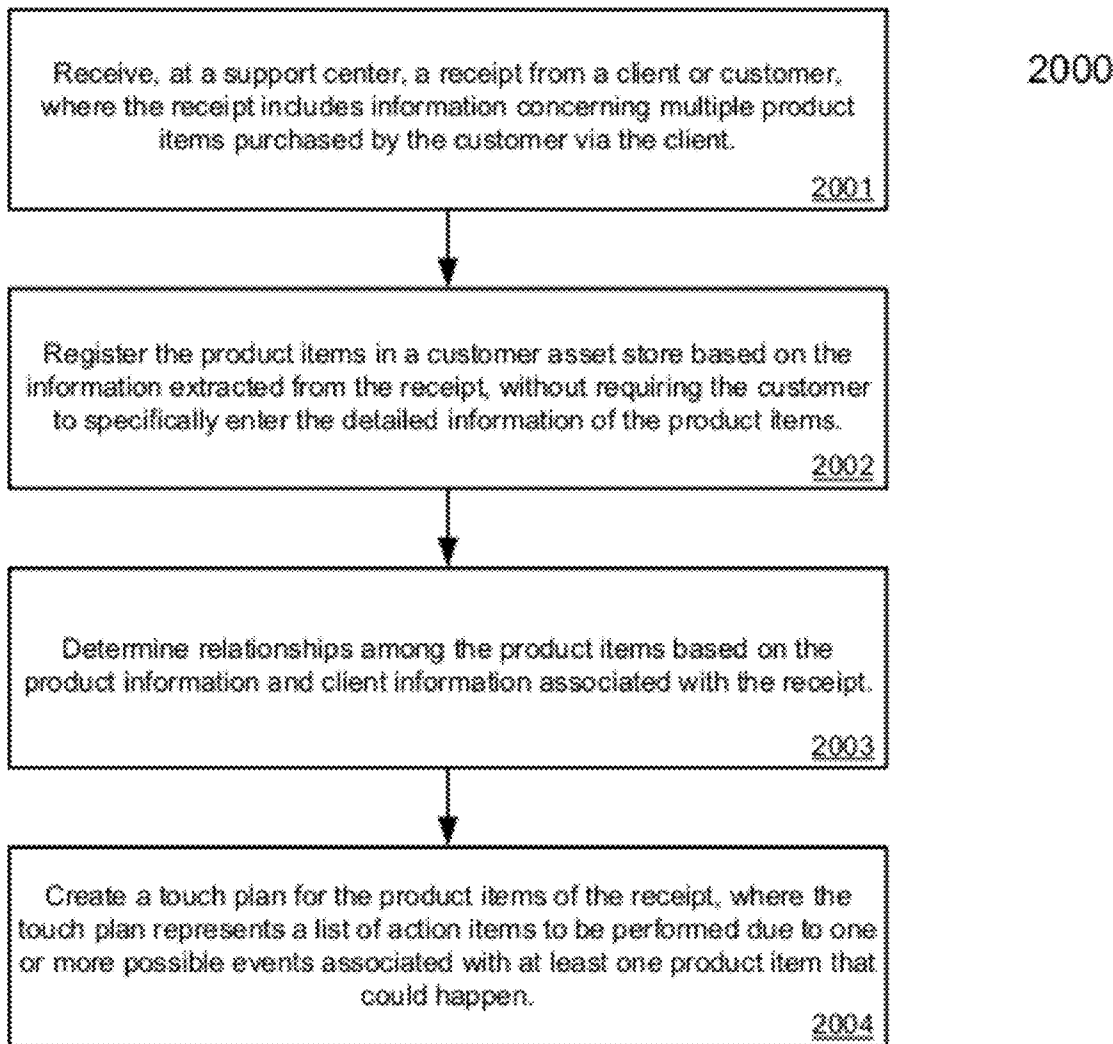 2000
Receive, at a support center, a receipt from a client or customer,
where the receipt includes information concerning multiple product
items purchased by the customer via the client.
2001
Register the product items in a customer asset store based on the
information extracted from the receipt, without requiring the customer
to specifically enter the detailed information of the product items.
2002
Determine relationships among the product items based on the
product information and client information associated with the receipt.
2003
Create a touch plan for the product items of the receipt, where the
touch plan represents a list of action items to be performed due to one
or more possible events associated with at least one product item that
could happen.
2004